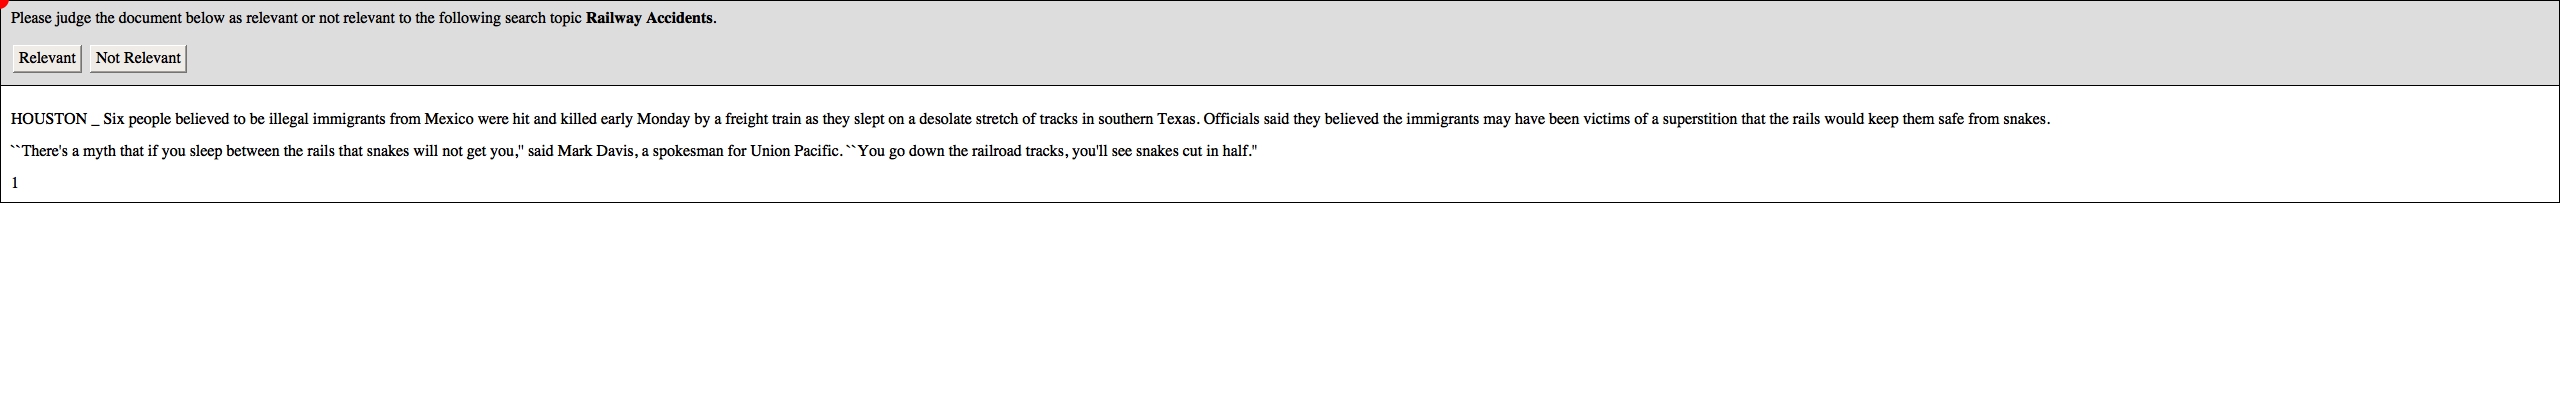 Please judge the document below as relevant or not relevant to the following search topic Railway Accidents.
Relevant Not Relevant
HOUSTON _ Six people believed to be illegal immigrants from Mexico were hit and killed early Monday by a freight train as they slept on a desolate stretch of tracks in southern Texas. Officials said they believed the immigrants may have been victims of a superstition that the rails would keep them safe from snakes.
``There's a myth that if you sleep between the rails that snakes will not get you,'' said Mark Davis, a spokesman for Union Pacific. ``You go down the railroad tracks, you'll see snakes cut in half.''
1